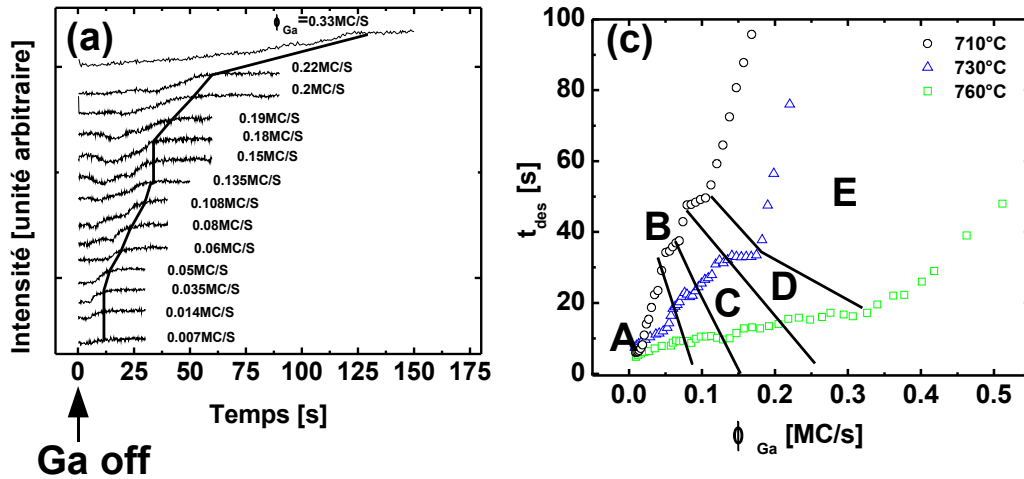 (a)
ϕ Ga =0.33MC/S
0.22MC/S
0.2MC/S
0.19MC/S
0.18MC/S
0.15MC/S
0.135MC/S
0.108MC/S
0.08MC/S
0.06MC/S
0.05MC/S
0.035MC/S
0.014MC/S
0.007MC/S
Intensité [unité arbitraire]
0 25 50 75 100 125 150 175
Temps [s]
Ga off
(c)
710°C
730°C
760°C
100
80
60
40
20
0
t des [s]
A
B
C
D
E
0.0 0.1 0.2 0.3 0.4 0.5
ϕ Ga [MC/s]